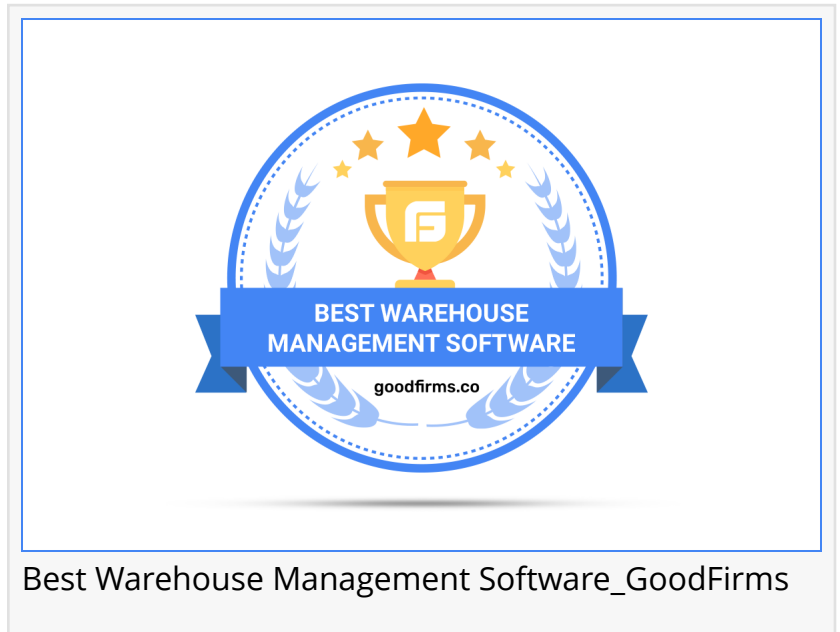 BEST WAREHOUSE
MANAGEMENT SOFTWARE
goodfirms.co
Best Warehouse Management Software_GoodFirms